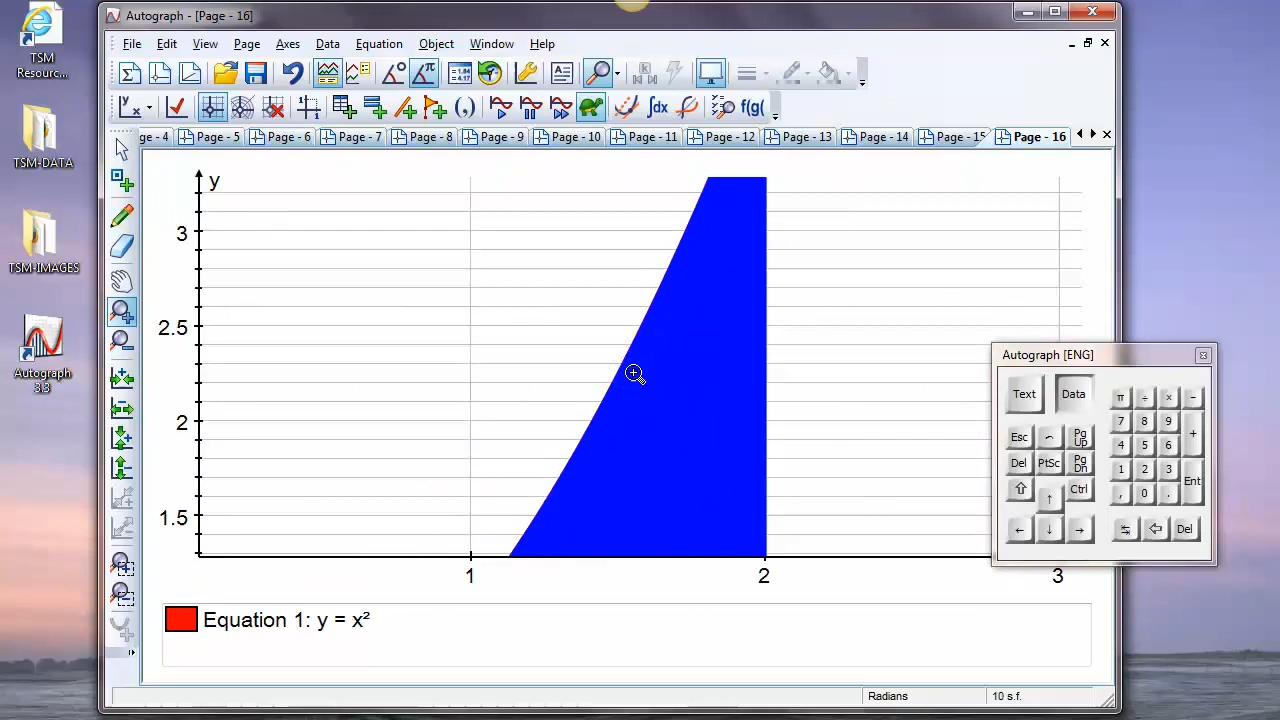 TSM
Resourc...
TSM-DATA
TSM-IMAGES
Autograph
3.3
Autograph - [Page - 16]
File Edit View Page Axes Data Equation Object Window Help
ge - 4 Page - 5 Page - 6 Page - 7 Page - 8 Page - 9 Page - 10 Page - 11 Page - 12 Page - 13 Page - 14 Page - 15 Page - 16
y
3
2.5
2
1.5
1 2 3
Equation 1: y = x²
Radians 10 s.f.
Autograph [ENG]
Text Data
Esc Pg Up
Del PtSc Pg Dn
Ctrl
π ÷ × −
7 8 9 +
4 5 6
1 2 3 Ent
, 0 .
Del